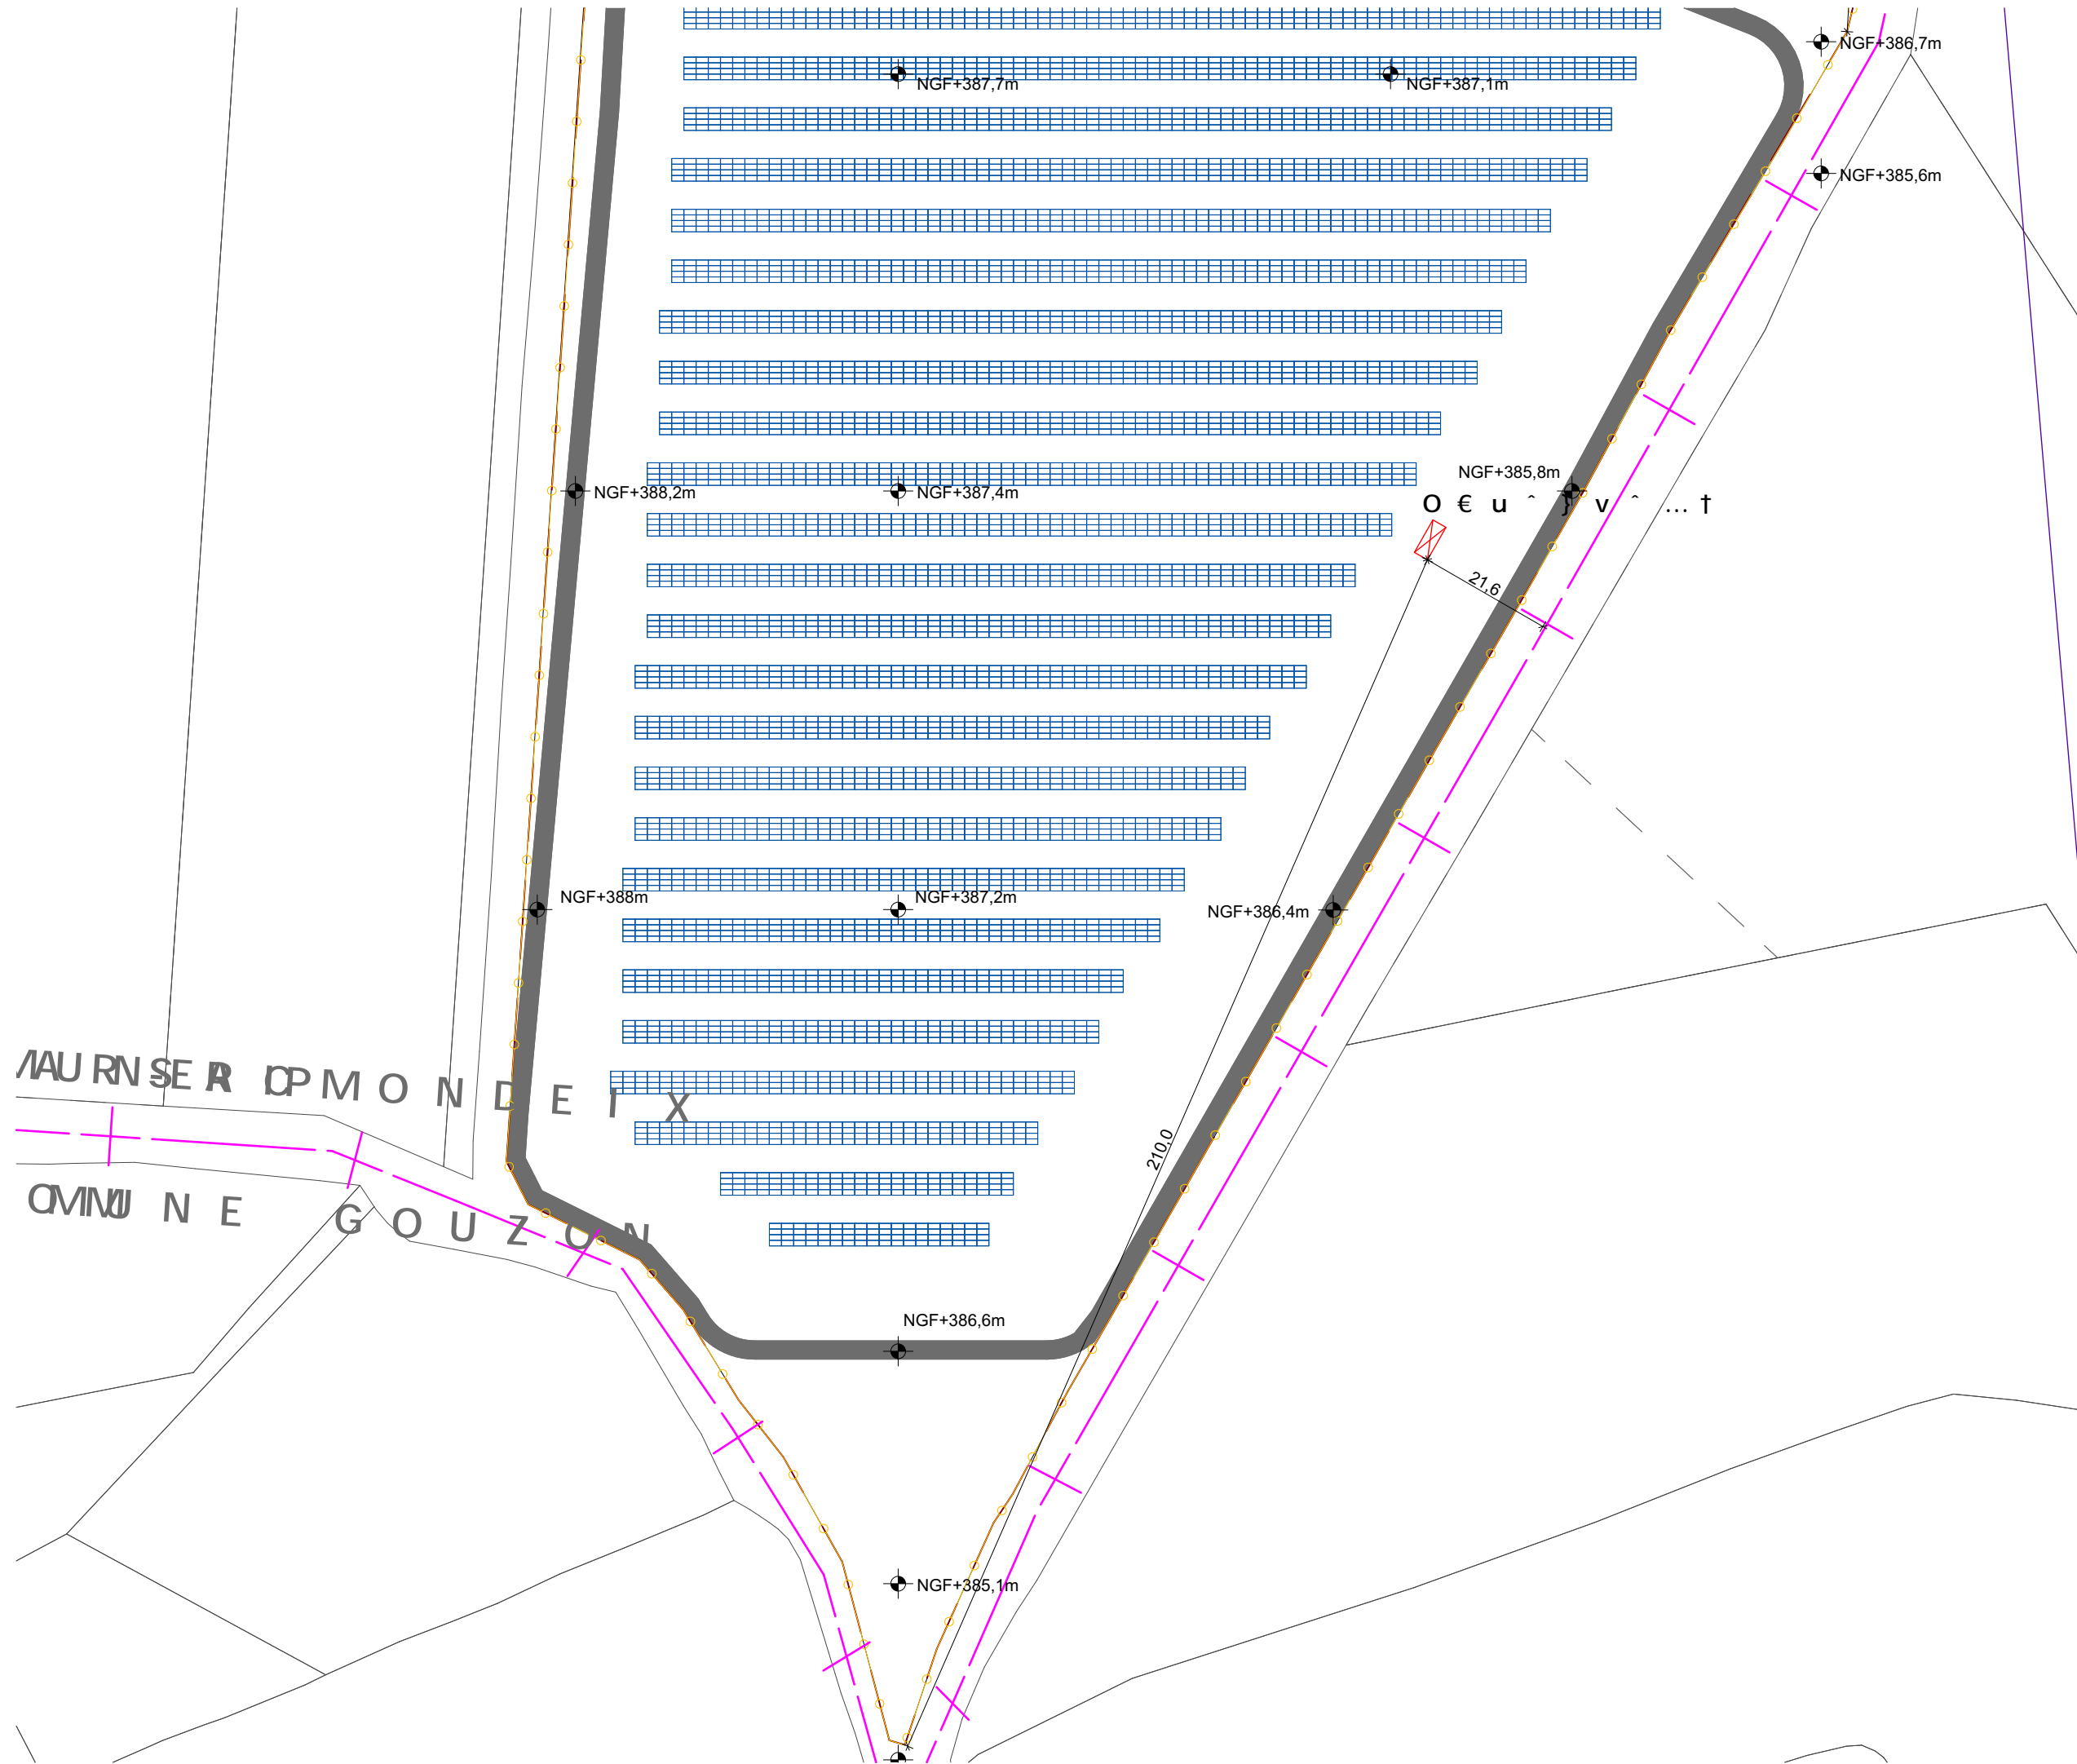 NGF+386,7m
NGF+387,7m
NGF+387,1m
NGF+385,6m
NGF+385,8m
NGF+388,2m
NGF+387,4m
O € u ˆ } v ˆ … †
21,6
NGF+388m
NGF+387,2m
NGF+386,4m
MONDEIX
210,0
GOUZON
NGF+386,6m
NGF+385,1m